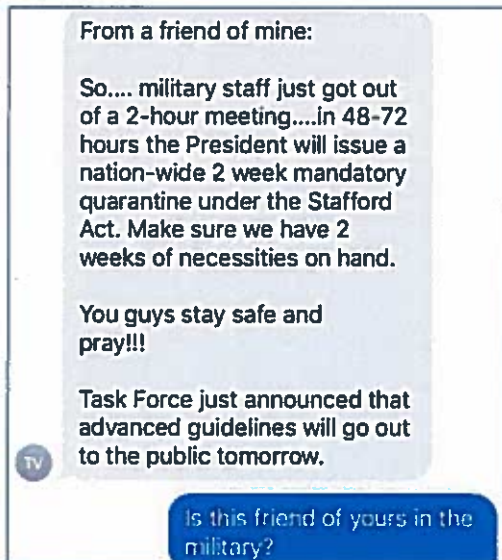 From a friend of mine:
So.... military staff just got out
of a 2-hour meeting....in 48-72
hours the President will issue a
nation-wide 2 week mandatory
quarantine under the Stafford
Act. Make sure we have 2
weeks of necessities on hand.
You guys stay safe and
pray!!!
Task Force just announced that
advanced guidelines will go out
to the public tomorrow.
TV
Is this friend of yours in the
military?